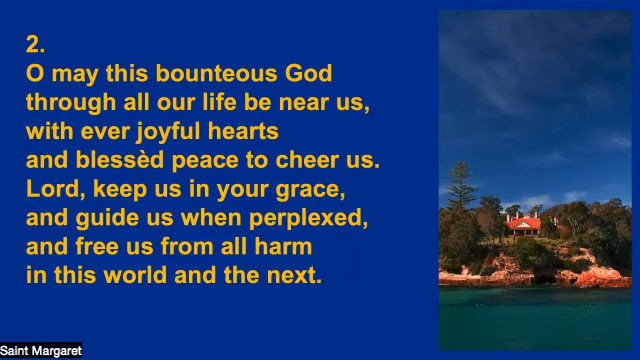 2.
O may this bounteous God
through all our life be near us,
with ever joyful hearts
and blessèd peace to cheer us.
Lord, keep us in your grace,
and guide us when perplexed,
and free us from all harm
in this world and the next.
Saint Margaret